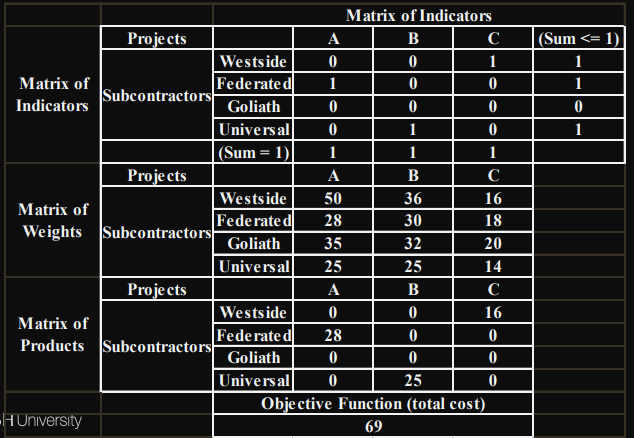 Matrix of Indicators
Projects A B C (Sum <= 1)
Matrix of Indicators Subcontractors Westside 0 0 1 1
Federated 1 0 0 1
Goliath 0 0 0 0
Universal 0 1 0 1
(Sum = 1) 1 1 1
Projects A B C
Matrix of Weights Subcontractors Westside 50 36 16
Federated 28 30 18
Goliath 35 32 20
Universal 25 25 14
Projects A B C
Matrix of Products Subcontractors Westside 0 0 16
Federated 28 0 0
Goliath 0 0 0
Universal 0 25 0
Objective Function (total cost)
University
69